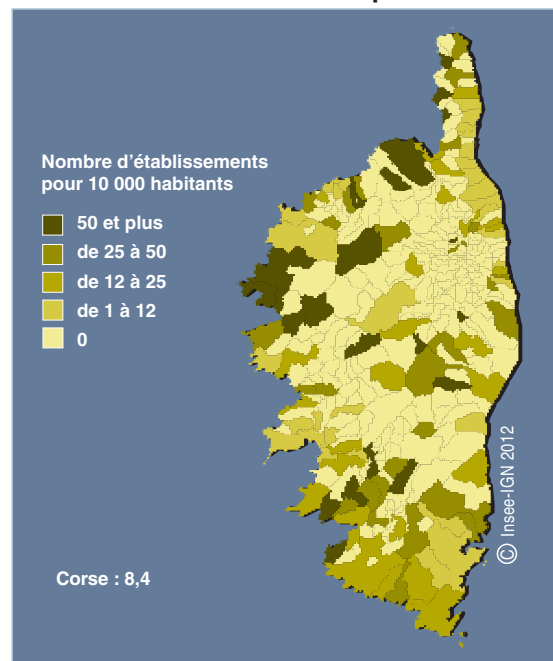 Nombre d'établissements
pour 10 000 habitants
50 et plus
de 25 à 50
de 12 à 25
de 1 à 12
0
Corse : 8,4
© Insee-IGN 2012